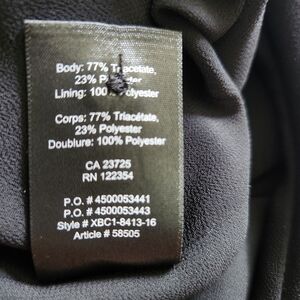 Body: 77% Triacetate,
23% Polyester
Lining: 100% Polyester
Corps: 77% Triacétate,
23% Polyester
Doublure: 100% Polyester
CA 23725
RN 122354
P.O. # 4500053441
P.O. # 4500053443
Style # XBC1-8413-16
Article # 58505